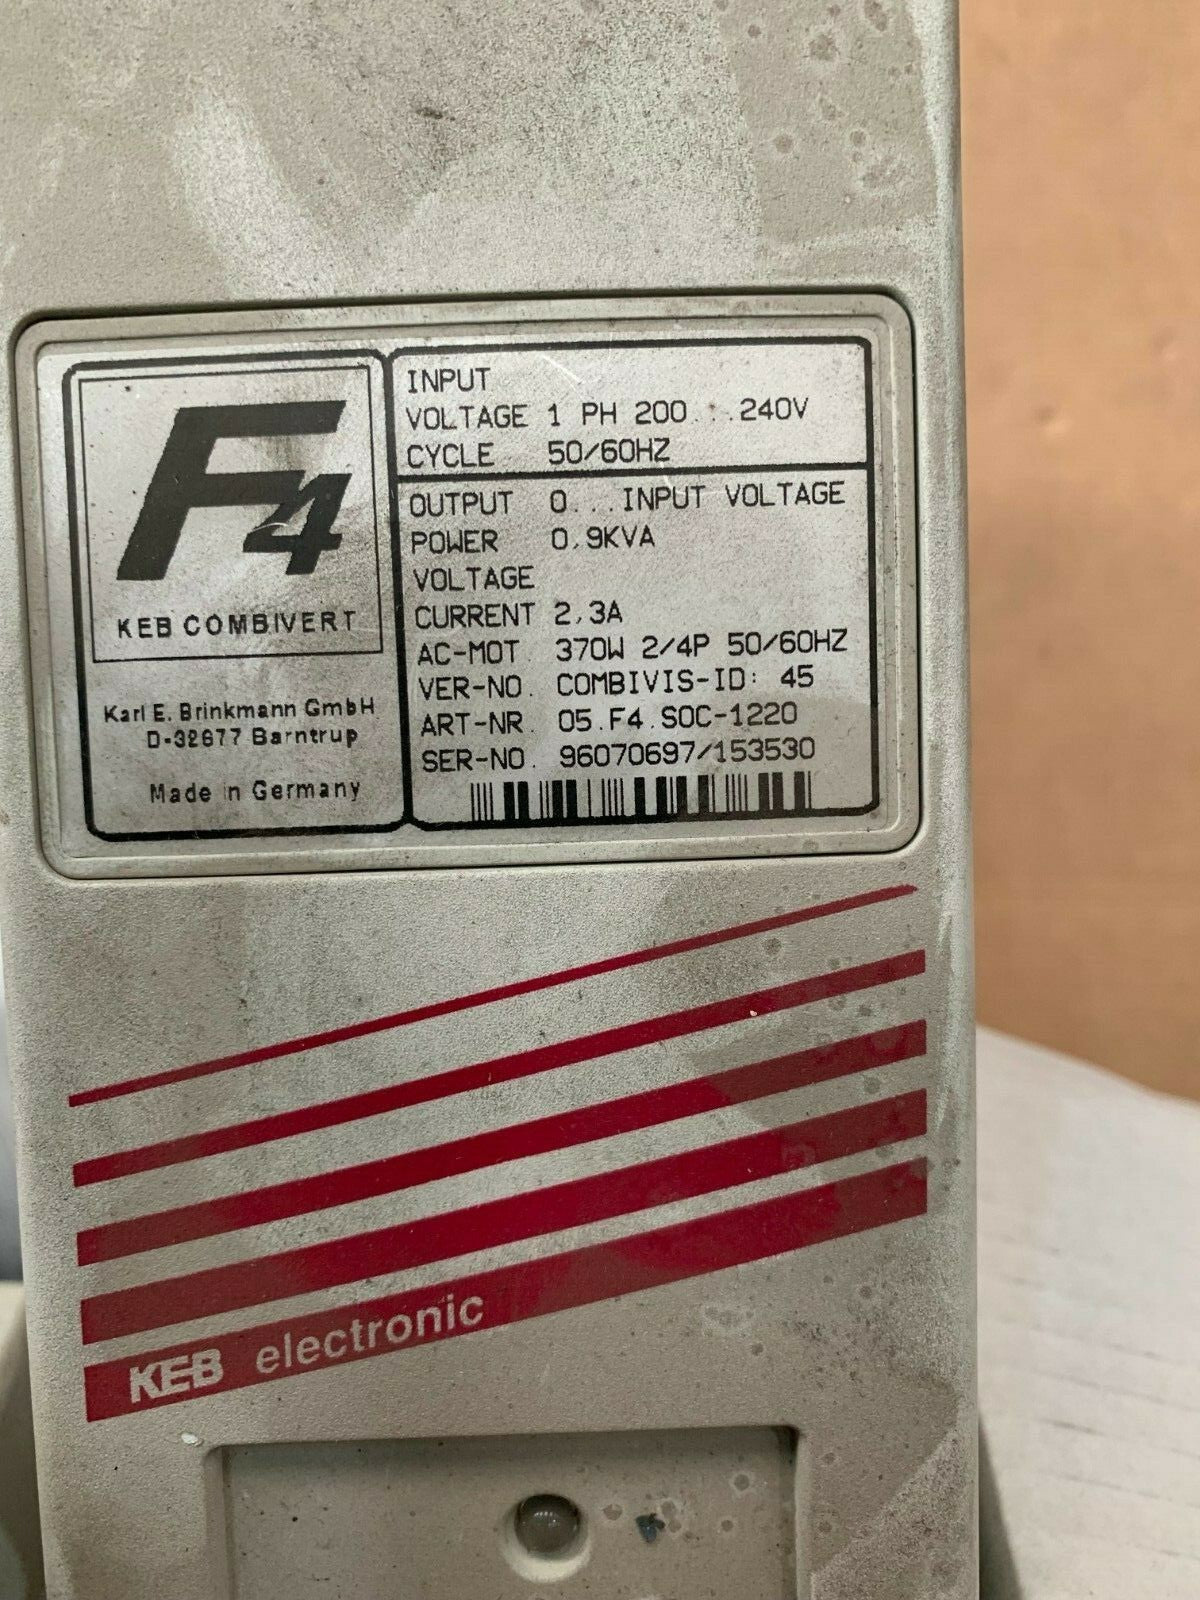 F4
KEB COMBIVERT
Karl E. Brinkmann GmbH
D-32677 Barntrup
Made in Germany
INPUT
VOLTAGE 1 PH 200...240V
CYCLE 50/60HZ
OUTPUT 0...INPUT VOLTAGE
POWER 0,9KVA
VOLTAGE
CURRENT 2,3A
AC-MOT. 370W 2/4P 50/60HZ
VER-NO. COMBIVIS-ID: 45
ART-NR. 05.F4.S0C-1220
SER-NO. 96070697/153530
KEB electronic